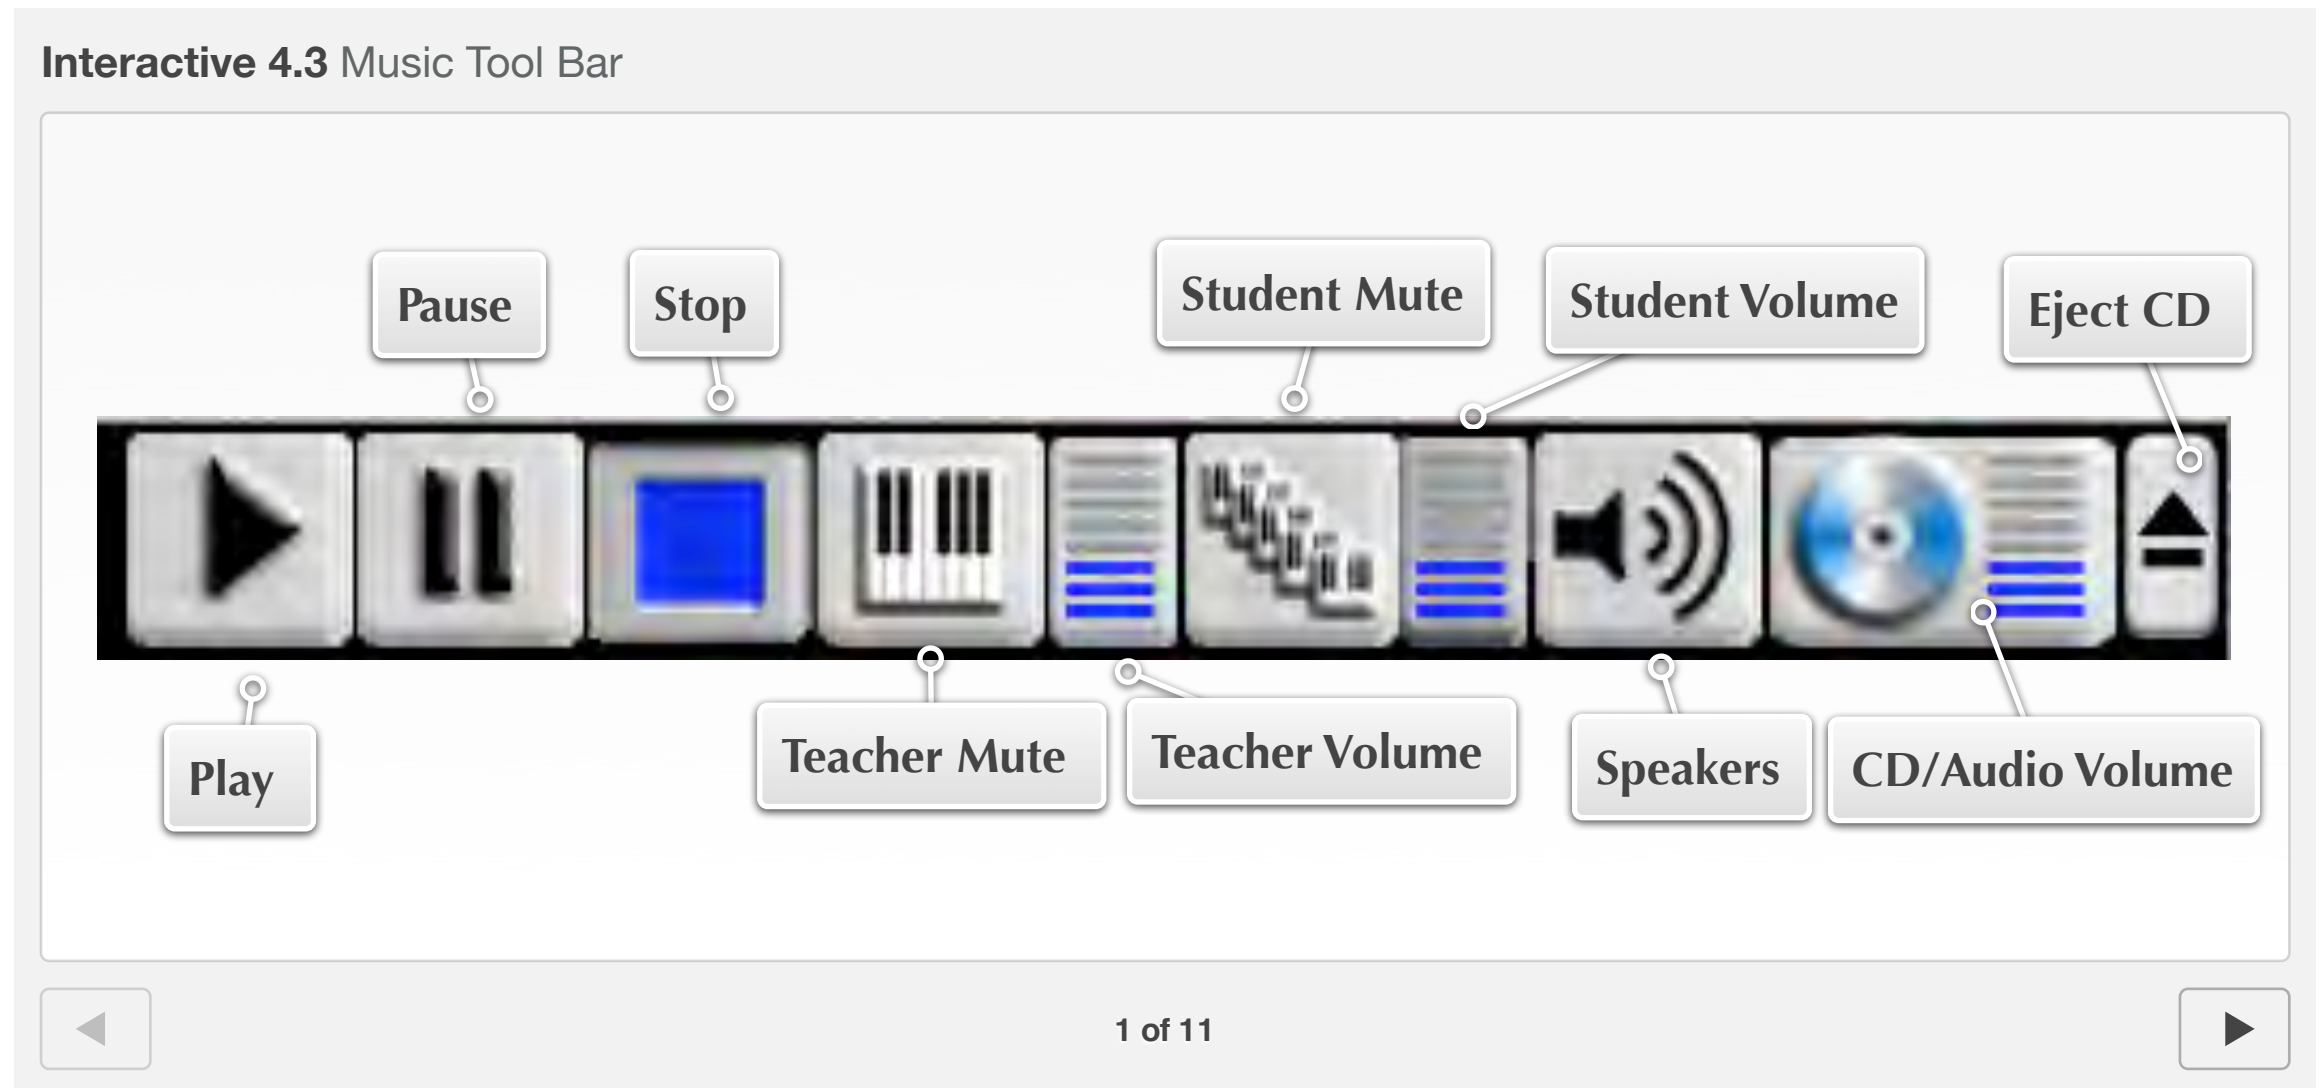 Interactive 4.3 Music Tool Bar
Pause
Stop
Student Mute
Student Volume
Eject CD
Play
Teacher Mute
Teacher Volume
Speakers
CD/Audio Volume
1 of 11